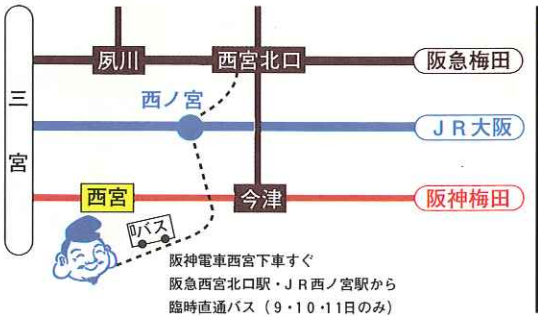 三宮
夙川
西宮北口
阪急梅田
西ノ宮
JR大阪
西宮
今津
阪神梅田
バス
阪神電車西宮下車すぐ
阪急西宮北口駅・JR西ノ宮駅から
臨時直通バス(9・10・11日のみ)